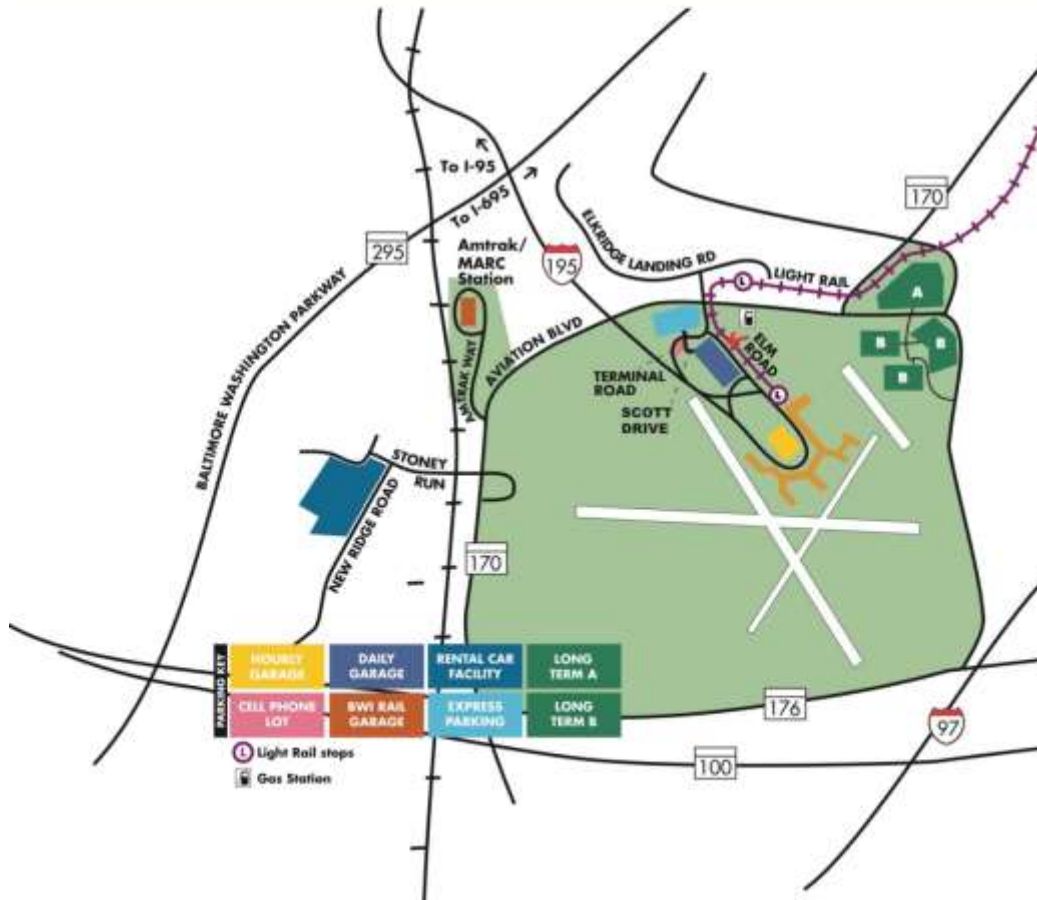 To I-95
To I-695
170
295
Amtrak/
MARC
Station
195
ELKRIDGE LANDING RD
LIGHT RAIL
L
A
AVIATION BLVD
ELM
ROAD
B
B
B
BALTIMORE WASHINGTON PARKWAY
AMTRAK WAY
TERMINAL
ROAD
SCOTT
DRIVE
L
STONEY
RUN
NEW RIDGE ROAD
170
PARKING KEY
HOURLY
GARAGE
DAILY
GARAGE
RENTAL CAR
FACILITY
LONG
TERM A
CELL PHONE
LOT
BWI RAIL
GARAGE
EXPRESS
PARKING
LONG
TERM B
176
97
100
L Light Rail stops
Gas Station